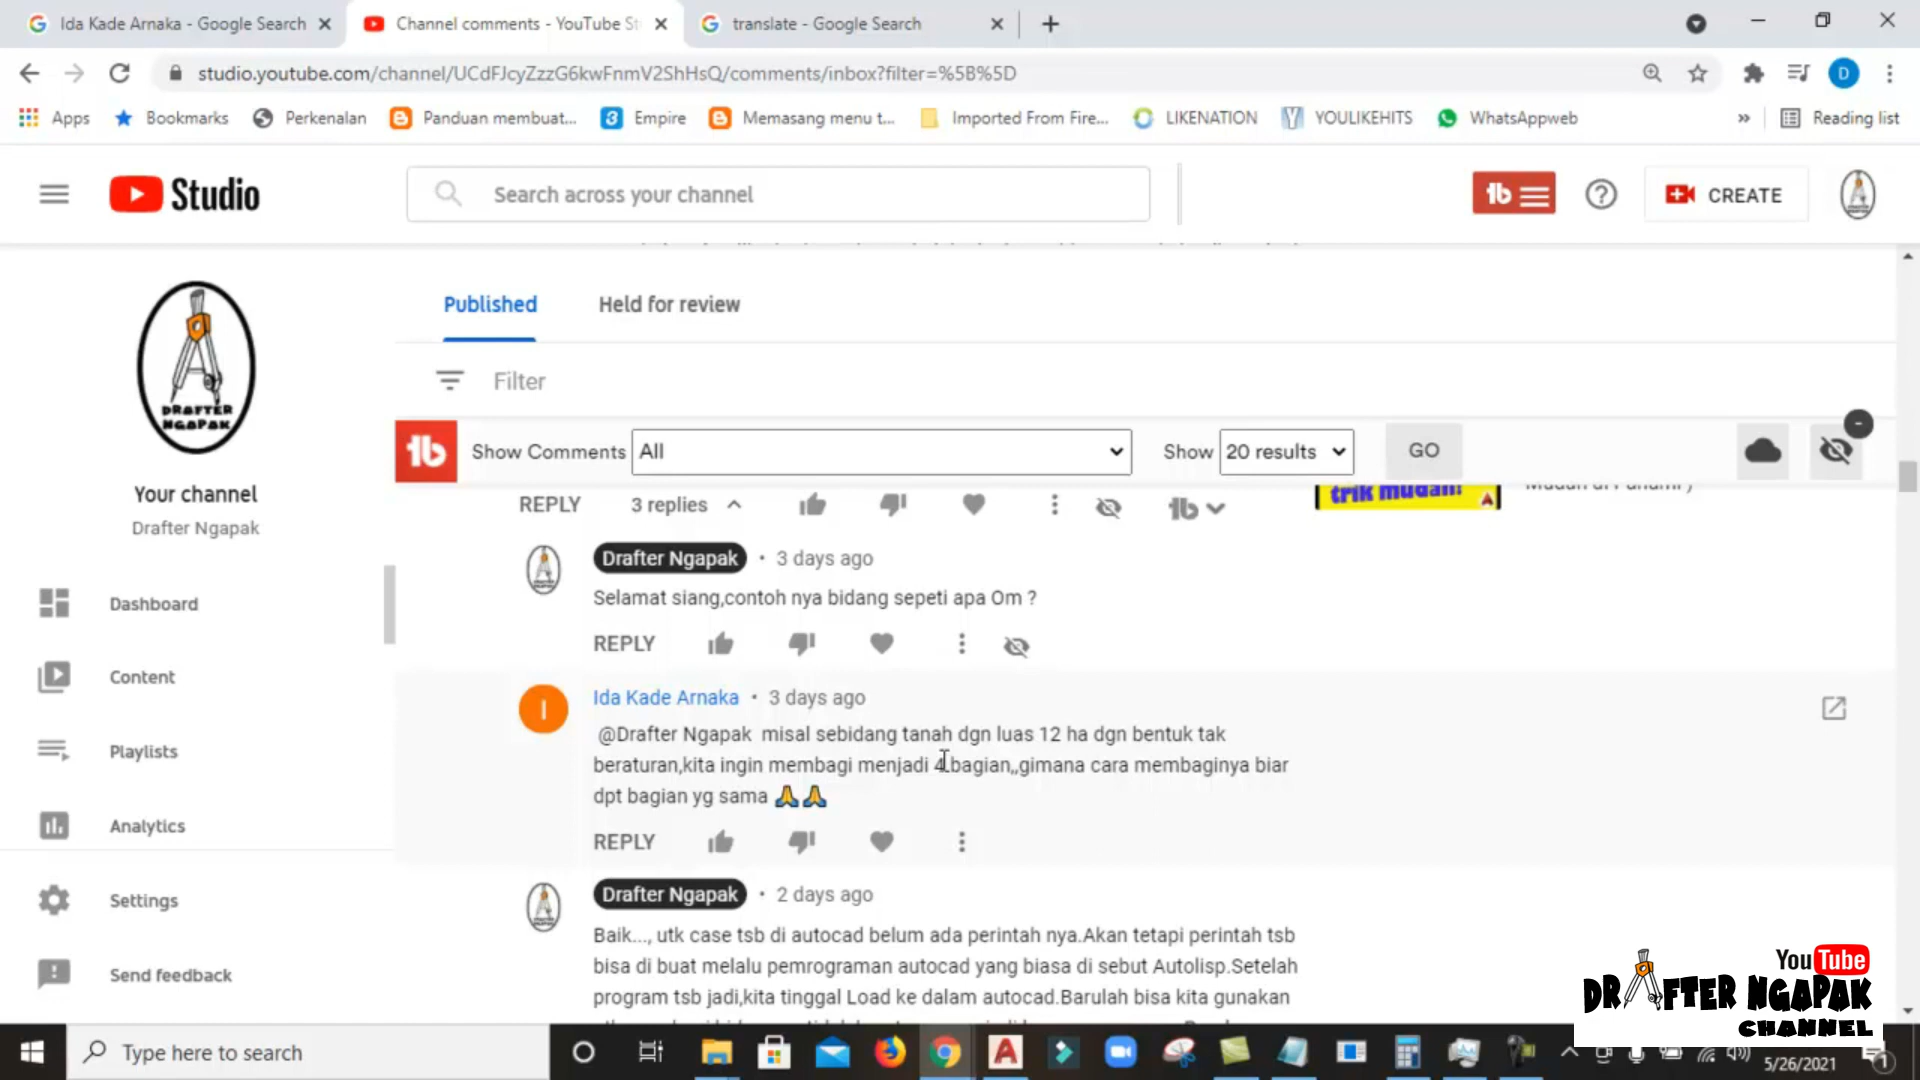 Ida Kade Arnaka - Google Search
Channel comments - YouTube St
translate - Google Search
studio.youtube.com/channel/UCdFJcyZzzG6kwFnmV2ShHsQ/comments/inbox?filter=%5B%5D
D
Apps
Bookmarks
Perkenalan
Panduan membuat...
Empire
Memasang menu t...
Imported From Fire...
LIKENATION
YOULIKEHITS
WhatsAppweb
»
Reading list
Studio
Search across your channel
CREATE
DRAFTER
NGAPAK
Your channel
Drafter Ngapak
Dashboard
Content
Playlists
Analytics
Settings
Send feedback
Published
Held for review
Filter
Show Comments
All
Show
20 results
GO
REPLY
3 replies
trik mudah!
Drafter Ngapak • 3 days ago
Selamat siang,contoh nya bidang sepeti apa Om ?
REPLY
I
Ida Kade Arnaka • 3 days ago
@Drafter Ngapak misal sebidang tanah dgn luas 12 ha dgn bentuk tak
beraturan,kita ingin membagi menjadi 4 bagian,,gimana cara membaginya biar
dpt bagian yg sama 🙏🙏
REPLY
Drafter Ngapak • 2 days ago
Baik..., utk case tsb di autocad belum ada perintah nya.Akan tetapi perintah tsb
bisa di buat melalu pemrograman autocad yang biasa di sebut Autolisp.Setelah
program tsb jadi,kita tinggal Load ke dalam autocad.Barulah bisa kita gunakan
YouTube
DRAFTER NGAPAK
CHANNEL
Type here to search
5/26/2021
1